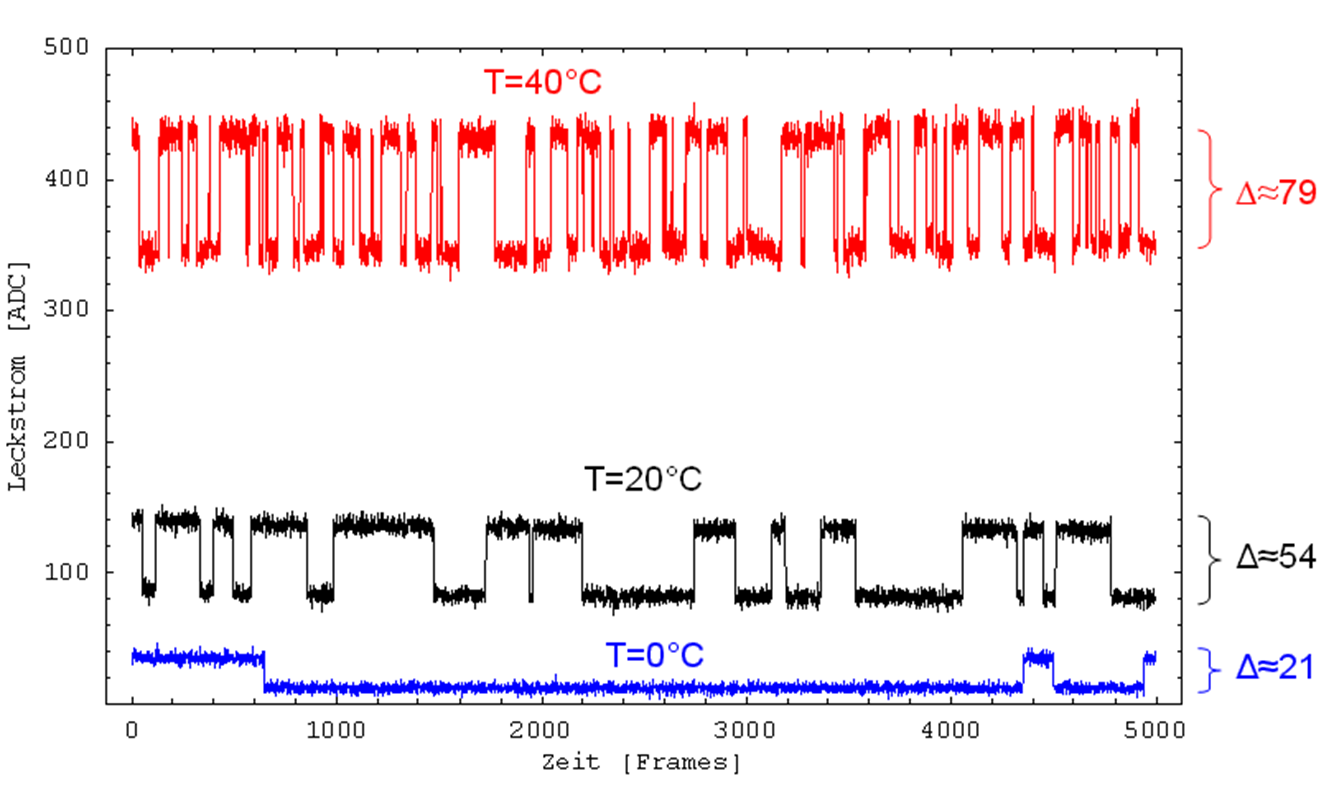 500
T=40°C
400
Δ≈79
300
Leckstrom [ADC]
200
T=20°C
100
Δ≈54
T=0°C
Δ≈21
0 1000 2000 3000 4000 5000
Zeit [Frames]